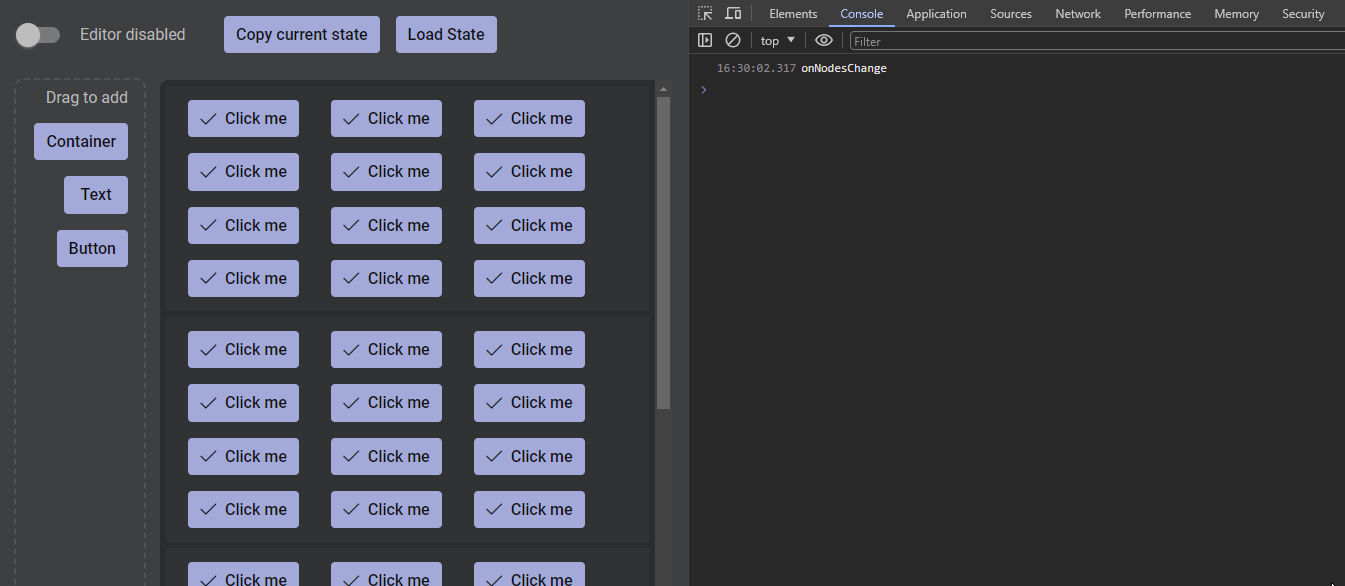 Editor disabled
Copy current state
Load State
Drag to add
Container
Text
Button
Click me Click me Click me
Click me Click me Click me
Click me Click me Click me
Click me Click me Click me
Click me Click me Click me
Click me Click me Click me
Click me Click me Click me
Click me Click me Click me
Click me Click me Click me
Elements Console Application Sources Network Performance Memory Security
top
Filter
16:30:02.317 onNodesChange